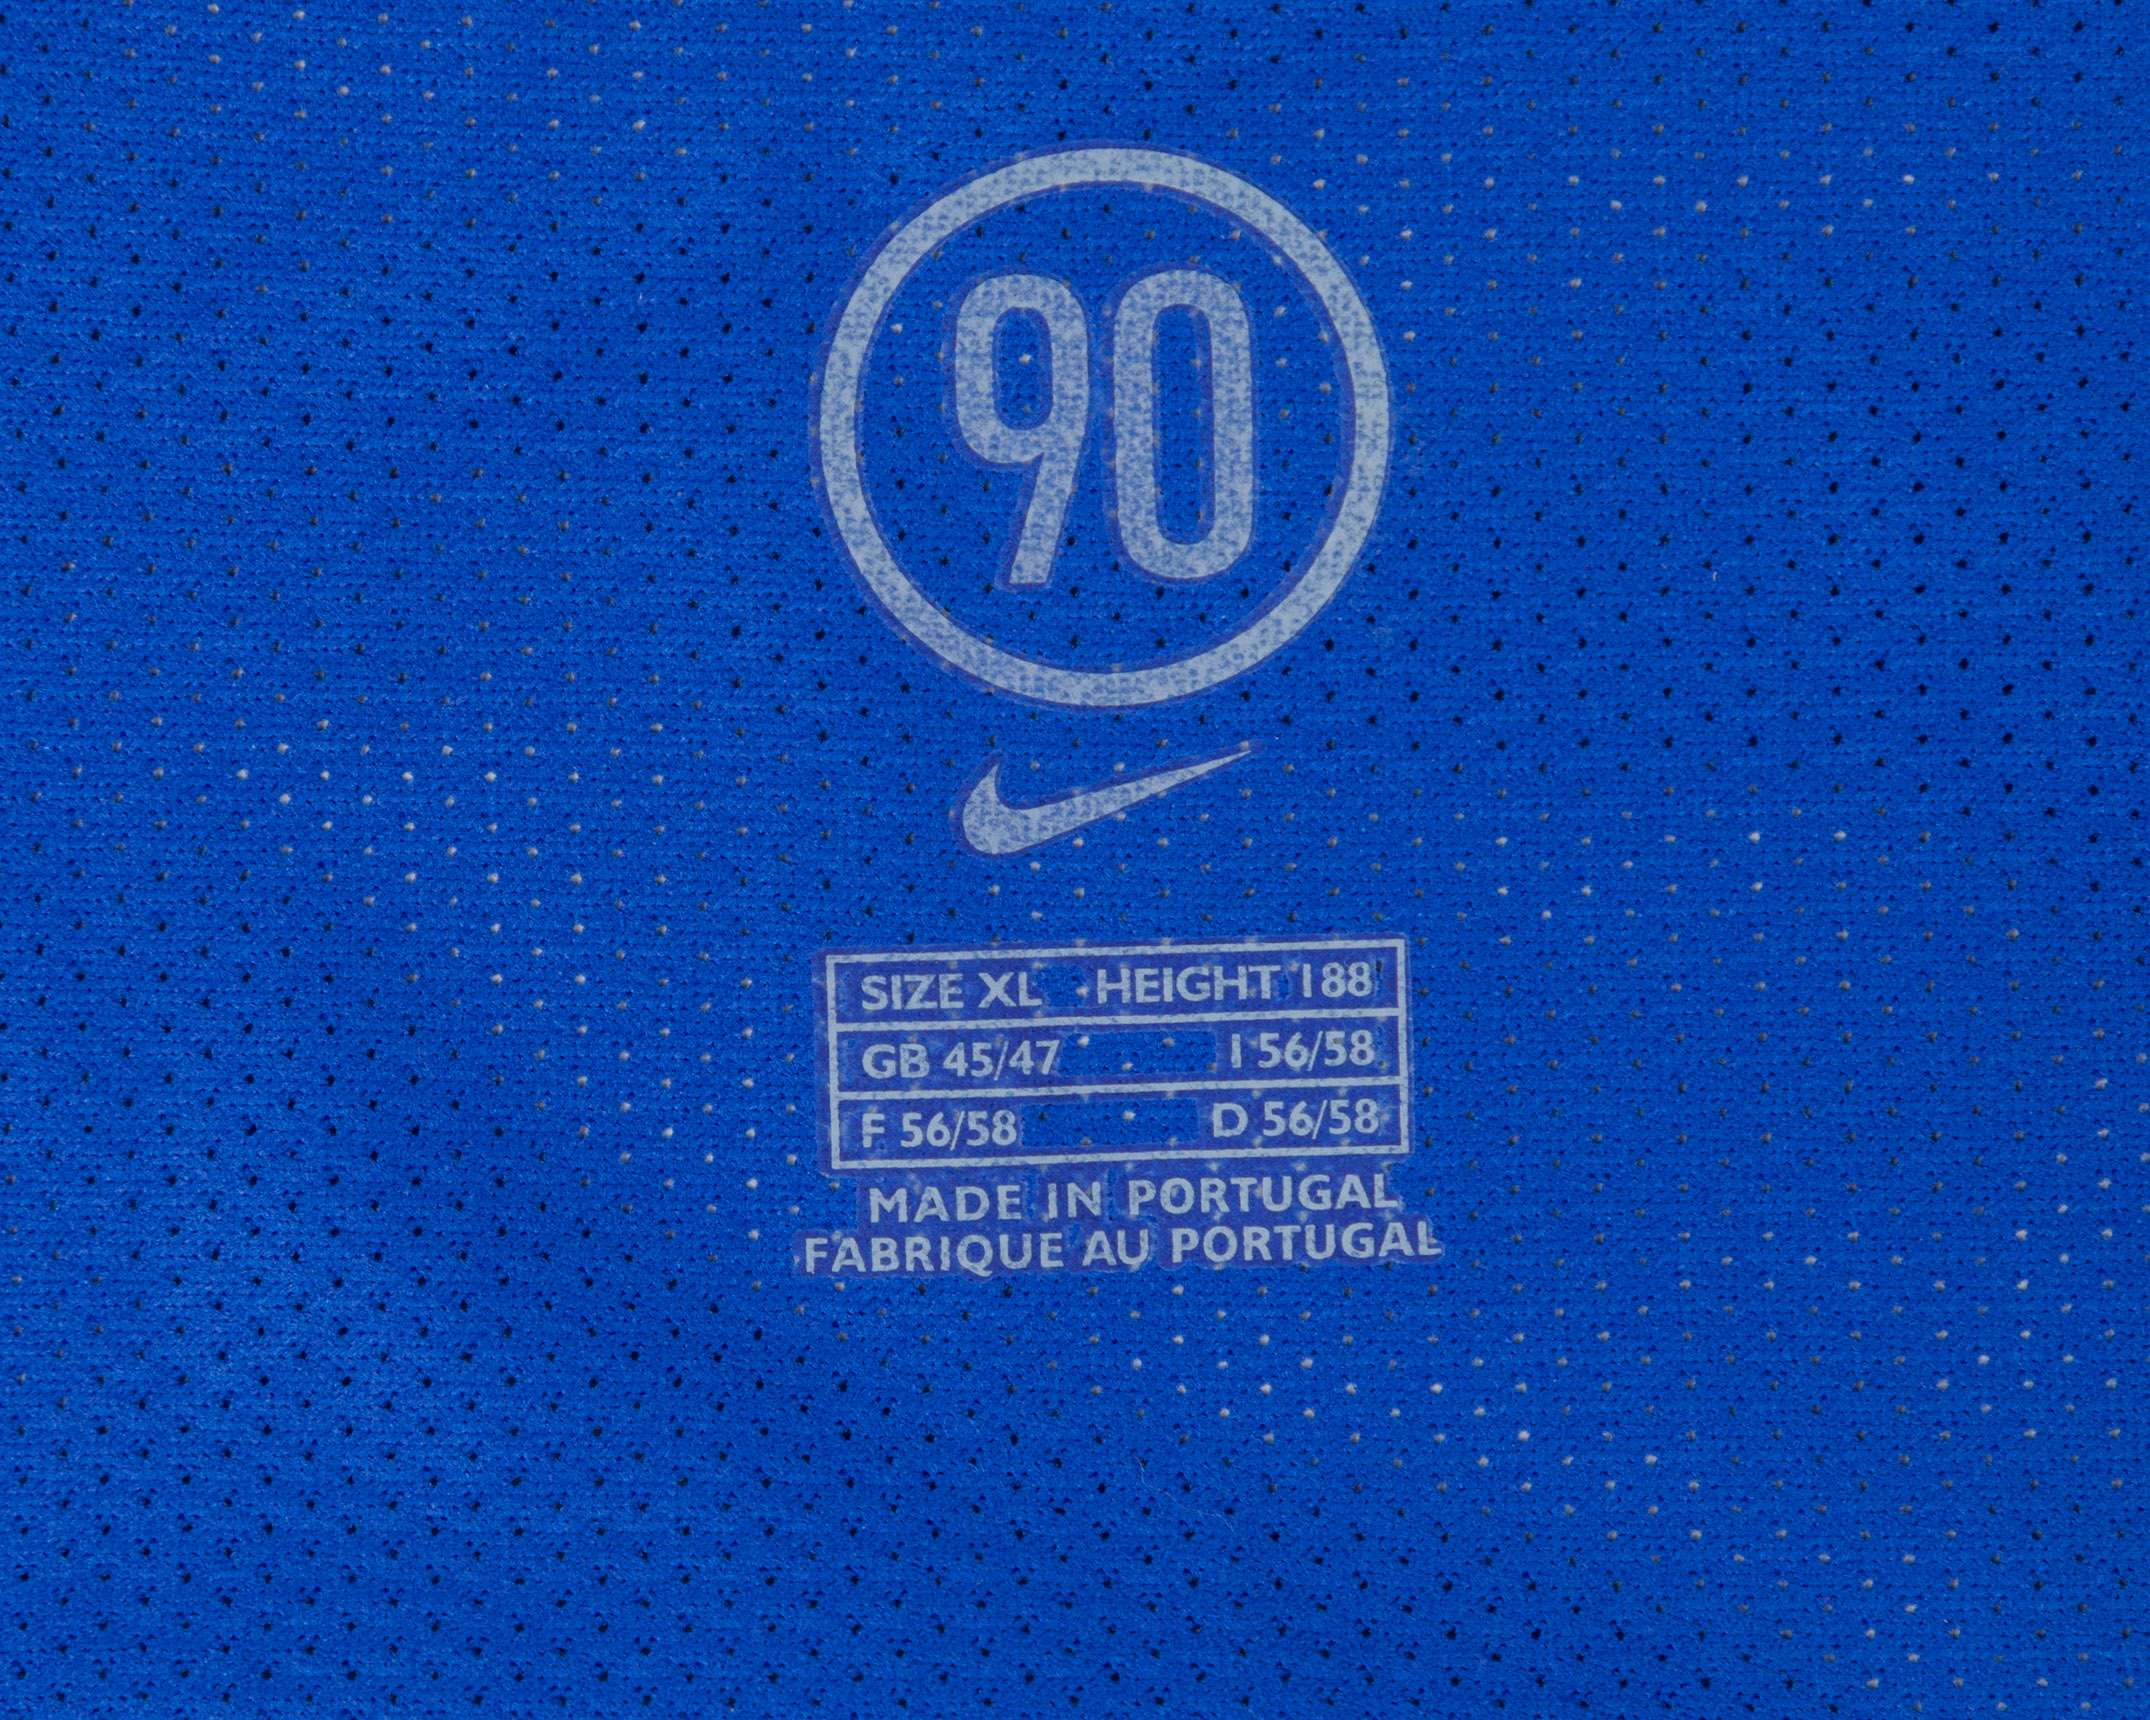 90
SIZE XL HEIGHT 188
GB 45/47 I 56/58
F 56/58 D 56/58
MADE IN PORTUGAL
FABRIQUE AU PORTUGAL